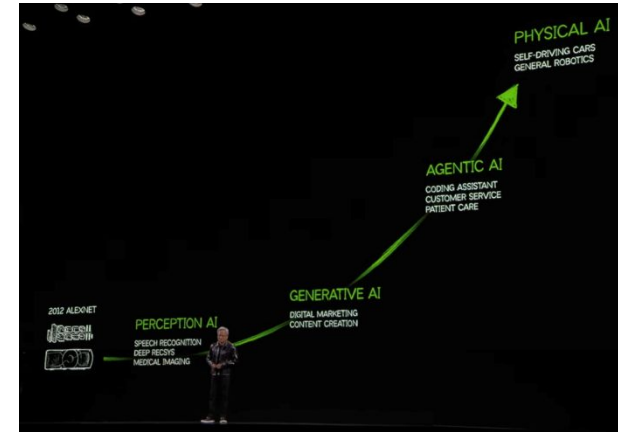 2012 ALEXNET
PERCEPTION AI
SPEECH RECOGNITION
DEEP RECSYS
MEDICAL IMAGING
GENERATIVE AI
DIGITAL MARKETING
CONTENT CREATION
AGENTIC AI
CODING ASSISTANT
CUSTOMER SERVICE
PATIENT CARE
PHYSICAL AI
SELF-DRIVING CARS
GENERAL ROBOTICS